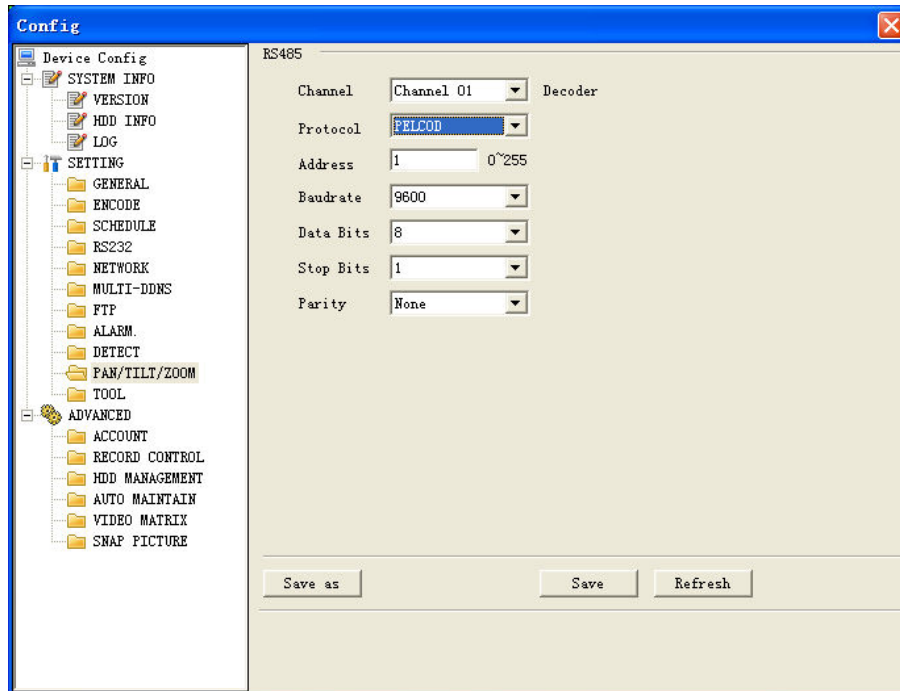 Config
Device Config
SYSTEM INFO
VERSION
HDD INFO
LOG
SETTING
GENERAL
ENCODE
SCHEDULE
RS232
NETWORK
MULTI-DDNS
FTP
ALARM.
DETECT
PAN/TILT/ZOOM
TOOL
ADVANCED
ACCOUNT
RECORD CONTROL
HDD MANAGEMENT
AUTO MAINTAIN
VIDEO MATRIX
SNAP PICTURE
RS485
Channel Channel 01 Decoder
Protocol PELCOD
Address 1 0~255
Baudrate 9600
Data Bits 8
Stop Bits 1
Parity None
Save as Save Refresh